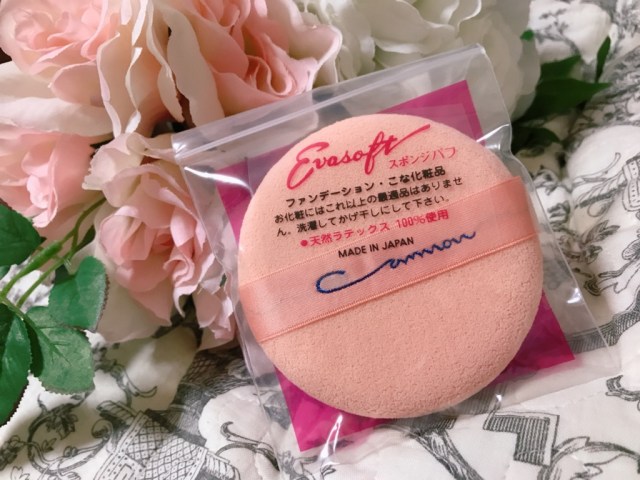 Evasoft
スポンジパフ
ファンデーション・こな化粧品
お化粧にはこれ以上の最適品はありませ
ん。洗濯してかげ干しにして下さい。
●天然ラテックス 100%使用
MADE IN JAPAN